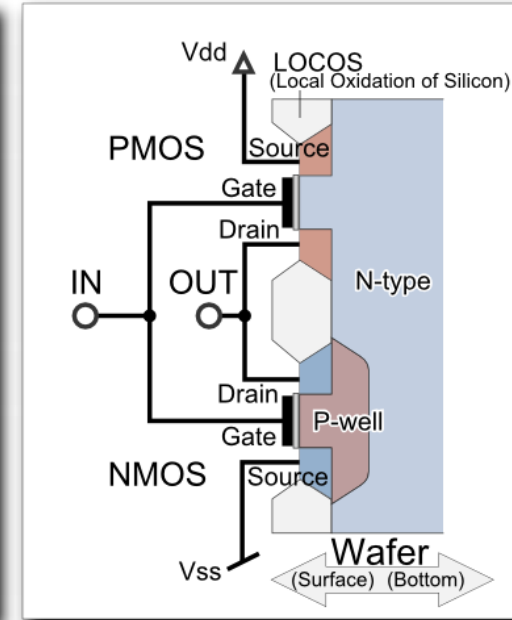 Vdd
LOCOS
(Local Oxidation of Silicon)
PMOS
Source
Gate
Drain
IN
OUT
N-type
Drain
P-well
Gate
NMOS
Source
Wafer
Vss
(Surface) (Bottom)